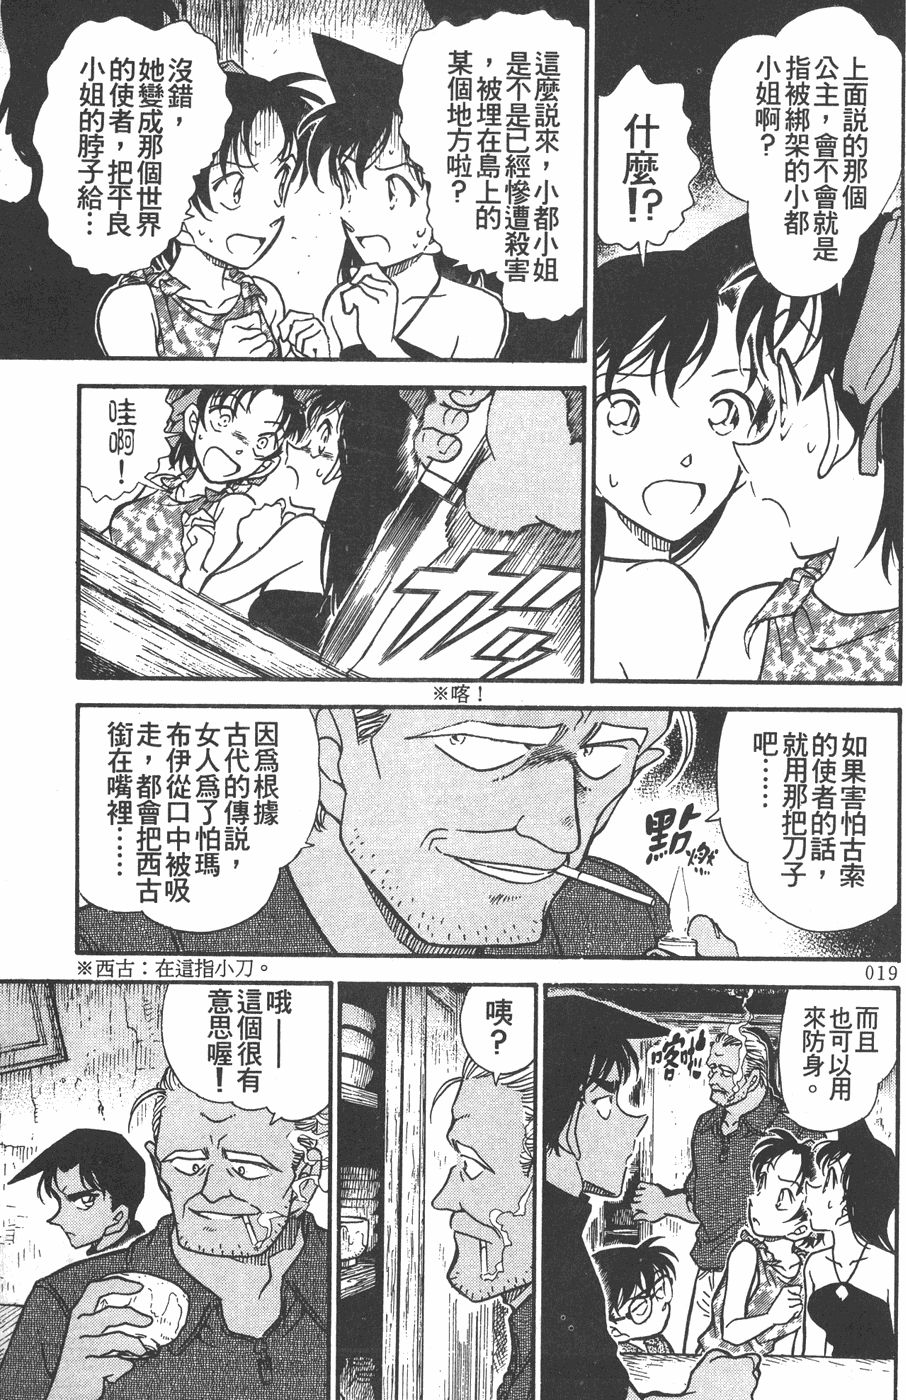 上面說的那個
公主，會不會就是
指被綁架的小都
小姐啊？
什麼!?
這麼說來，小都小姐
是不是已經慘遭殺害
，被埋在島上的
某個地方啦？
沒錯，
她變成那個世界
的使者，把平良
小姐的脖子給…
哇啊！
ガッ
※喀！
如果害怕古索
的使者的話，
就用那把刀子
吧……
點燃
因為根據
古代的傳說，
女人為了怕瑪
布伊從口中被吸
走，都會把西古
銜在嘴裡……
※西古：在這指小刀。
019
而且
也可以用
來防身。
喀啦
咦？
哦——
這個很有
意思喔！